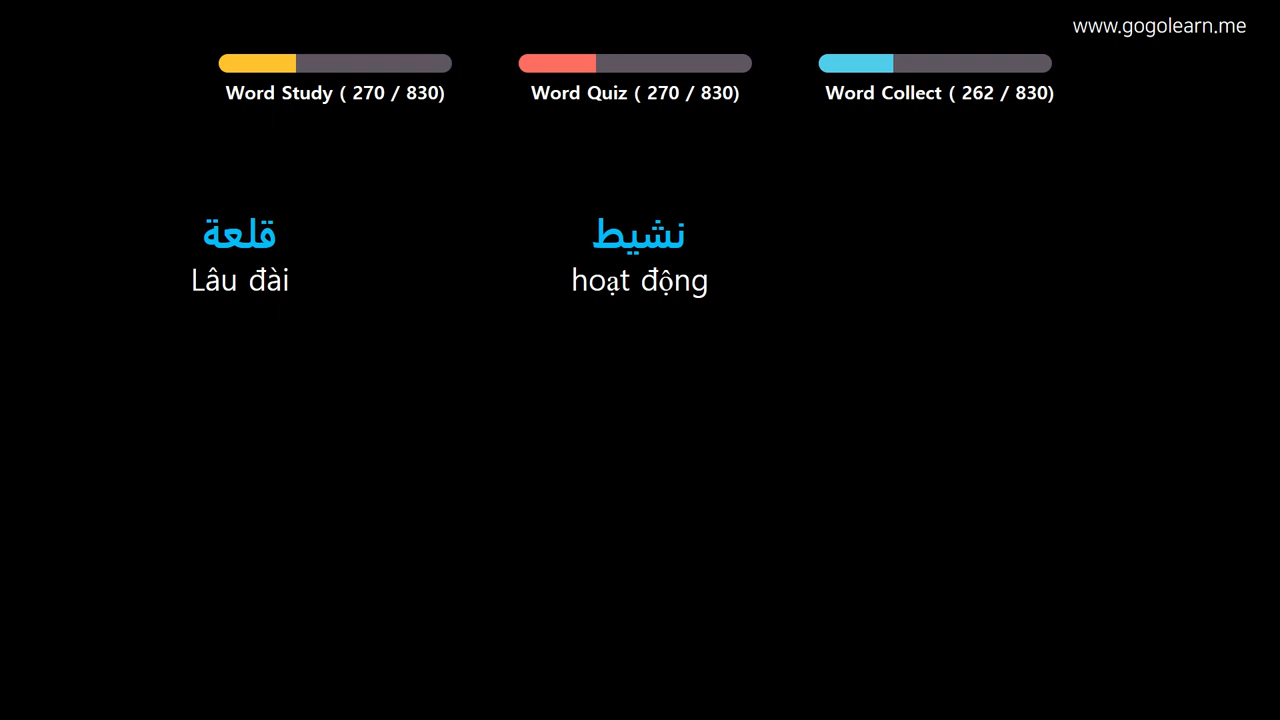 www.gogolearn.me
Word Study ( 270 / 830)
Word Quiz ( 270 / 830)
Word Collect ( 262 / 830)
قلعة
Lâu đài
نشيط
hoạt động